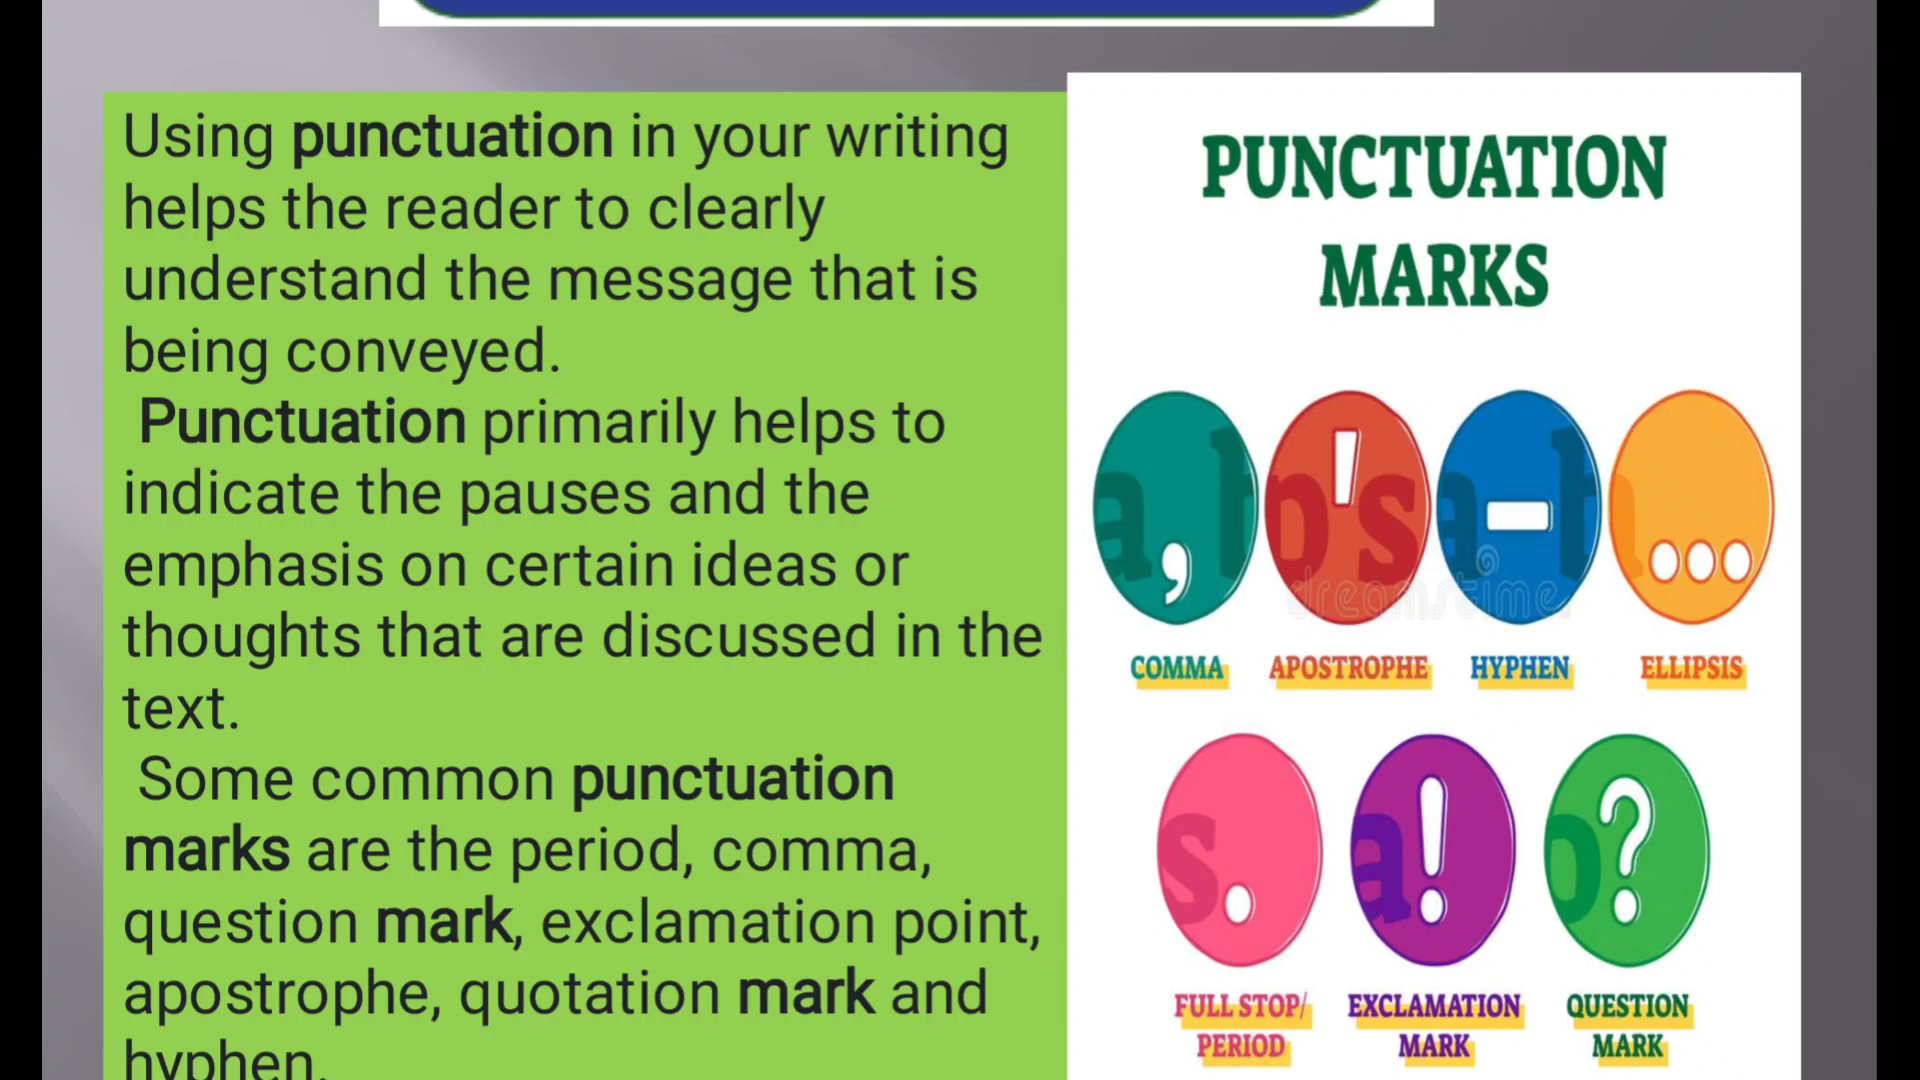 Using punctuation in your writing
helps the reader to clearly
understand the message that is
being conveyed.
Punctuation primarily helps to
indicate the pauses and the
emphasis on certain ideas or
thoughts that are discussed in the
text.
Some common punctuation
marks are the period, comma,
question mark, exclamation point,
apostrophe, quotation mark and
hyphen.
PUNCTUATION
MARKS
a, b
b's
a-b
...
dreamstime
COMMA
APOSTROPHE
HYPHEN
ELLIPSIS
s.
a!
b?
FULL STOP/
PERIOD
EXCLAMATION
MARK
QUESTION
MARK